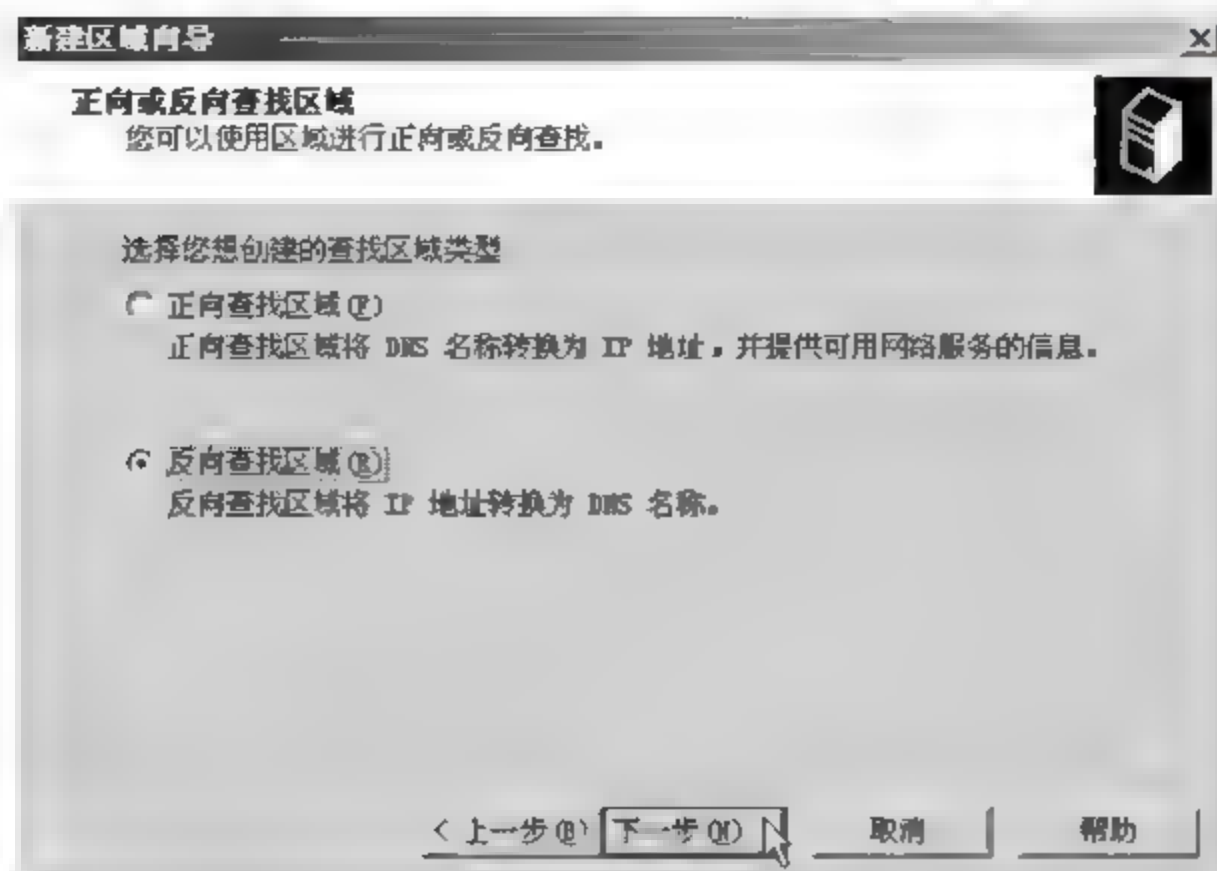 新建区域向导
正向或反向查找区域
您可以使用区域进行正向或反向查找。
选择您想创建的查找区域类型
正向查找区域(F)
正向查找区域将 DNS 名称转换为 IP 地址，并提供可用网络服务的信息。
反向查找区域(R)
反向查找区域将 IP 地址转换为 DNS 名称。
< 上一步(B) 下一步(N) > 取消 帮助